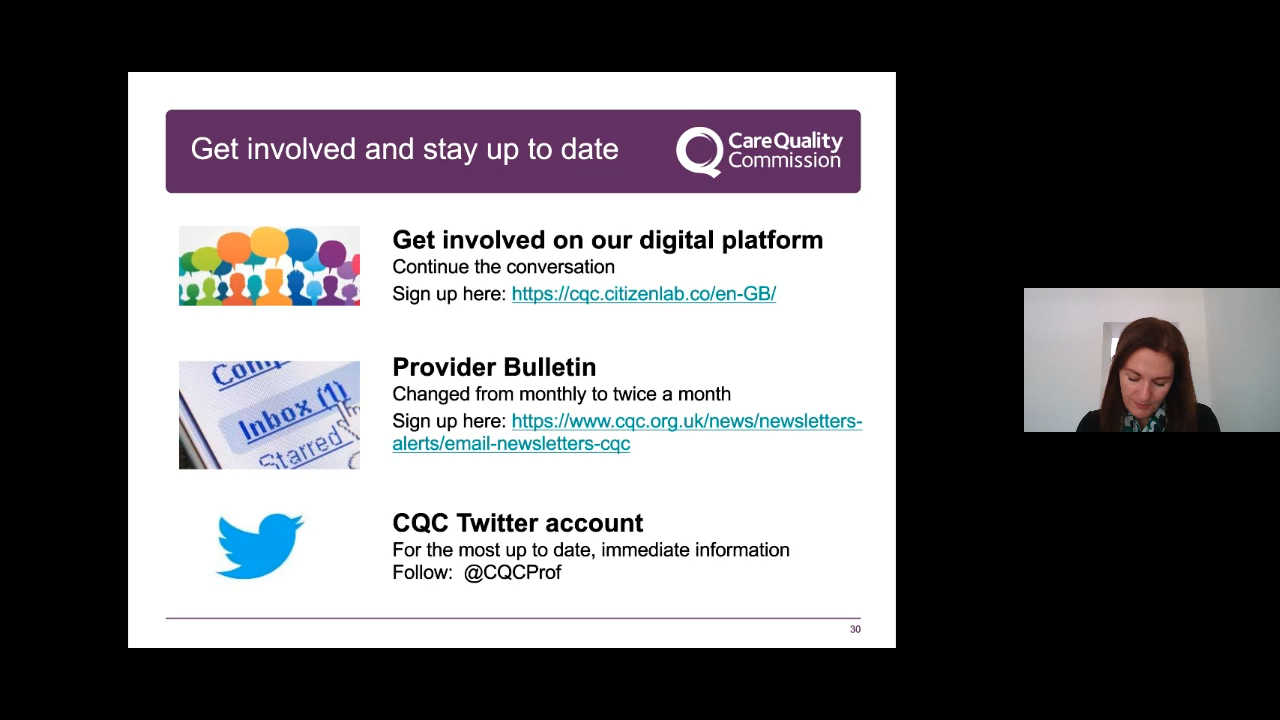 Get involved and stay up to date
CareQuality
Commission
Get involved on our digital platform
Continue the conversation
Sign up here: https://cqc.citizenlab.co/en-GB/
Inbox (1)
Starred
Provider Bulletin
Changed from monthly to twice a month
Sign up here: https://www.cqc.org.uk/news/newsletters-
alerts/email-newsletters-cqc
CQC Twitter account
For the most up to date, immediate information
Follow: @CQCProf
30